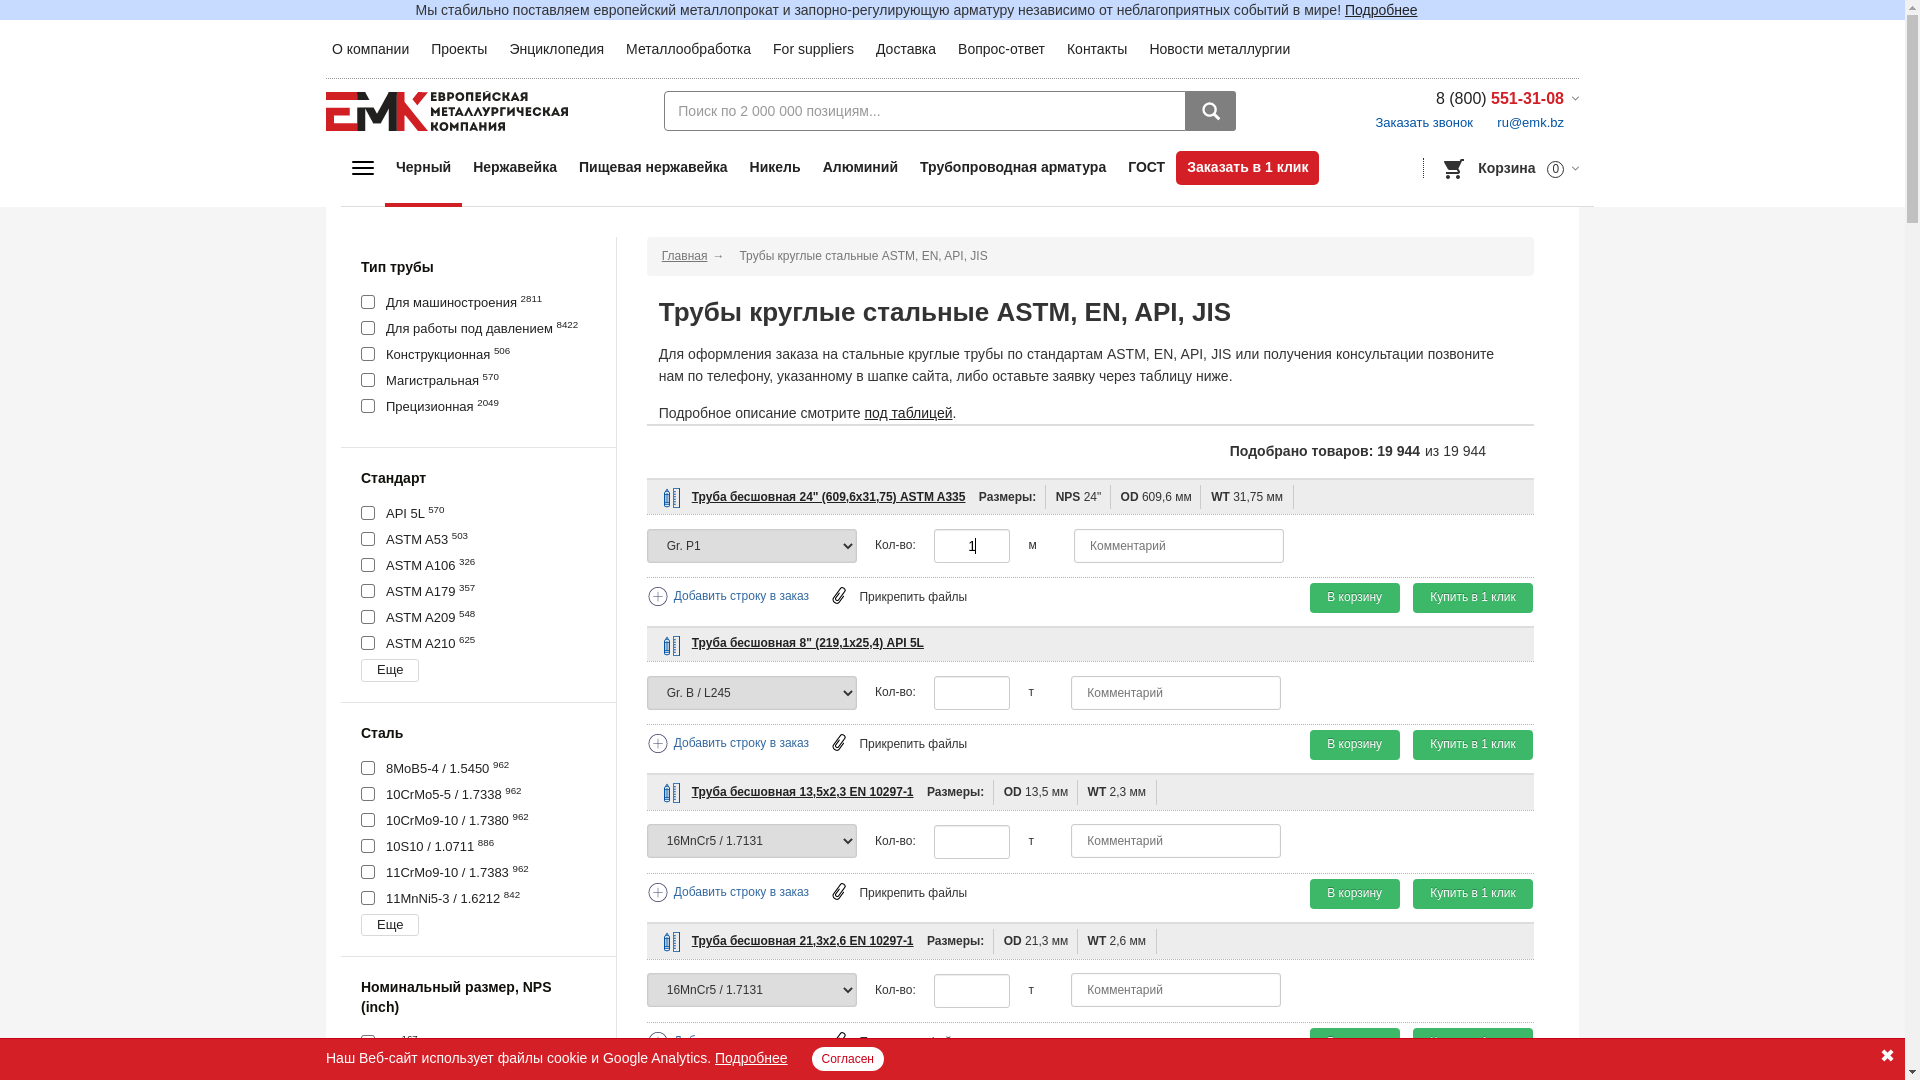 Мы стабильно поставляем европейский металлопрокат и запорно-регулирующую арматуру независимо от неблагоприятных событий в мире! Подробнее
О компании Проекты Энциклопедия Металлообработка For suppliers Доставка Вопрос-ответ Контакты Новости металлургии
ЕМК ЕВРОПЕЙСКАЯ
МЕТАЛЛУРГИЧЕСКАЯ
КОМПАНИЯ
Поиск по 2 000 000 позициям...
8 (800) 551-31-08
Заказать звонок ru@emk.bz
Черный Нержавейка Пищевая нержавейка Никель Алюминий Трубопроводная арматура ГОСТ Заказать в 1 клик Корзина 0
Тип трубы
Для машиностроения 2811
Для работы под давлением 8422
Конструкционная 506
Магистральная 570
Прецизионная 2049
Стандарт
API 5L 570
ASTM A53 503
ASTM A106 326
ASTM A179 357
ASTM A209 548
ASTM A210 625
Еще
Сталь
8MoB5-4 / 1.5450 962
10CrMo5-5 / 1.7338 962
10CrMo9-10 / 1.7380 962
10S10 / 1.0711 886
11CrMo9-10 / 1.7383 962
11MnNi5-3 / 1.6212 842
Еще
Номинальный размер, NPS
(inch)
Главная → Трубы круглые стальные ASTM, EN, API, JIS
Трубы круглые стальные ASTM, EN, API, JIS
Для оформления заказа на стальные круглые трубы по стандартам ASTM, EN, API, JIS или получения консультации позвоните
нам по телефону, указанному в шапке сайта, либо оставьте заявку через таблицу ниже.
Подробное описание смотрите под таблицей.
Подобрано товаров: 19 944 из 19 944
Труба бесшовная 24" (609,6х31,75) ASTM A335 Размеры: NPS 24" OD 609,6 мм WT 31,75 мм
Gr. P1 Кол-во: 1 м Комментарий
Добавить строку в заказ Прикрепить файлы В корзину Купить в 1 клик
Труба бесшовная 8" (219,1х25,4) API 5L
Gr. B / L245 Кол-во: т Комментарий
Добавить строку в заказ Прикрепить файлы В корзину Купить в 1 клик
Труба бесшовная 13,5х2,3 EN 10297-1 Размеры: OD 13,5 мм WT 2,3 мм
16MnCr5 / 1.7131 Кол-во: т Комментарий
Добавить строку в заказ Прикрепить файлы В корзину Купить в 1 клик
Труба бесшовная 21,3х2,6 EN 10297-1 Размеры: OD 21,3 мм WT 2,6 мм
16MnCr5 / 1.7131 Кол-во: т Комментарий
Наш Веб-сайт использует файлы cookie и Google Analytics. Подробнее Согласен